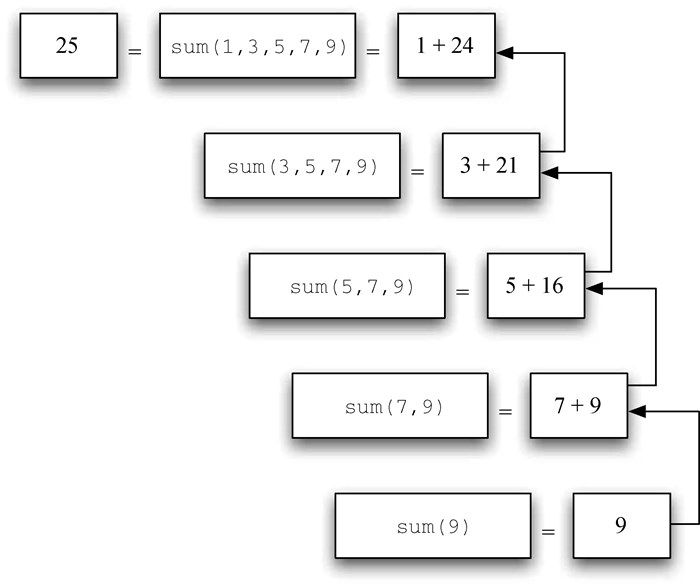 25 = sum(1,3,5,7,9) = 1 + 24
sum(3,5,7,9) = 3 + 21
sum(5,7,9) = 5 + 16
sum(7,9) = 7 + 9
sum(9) = 9